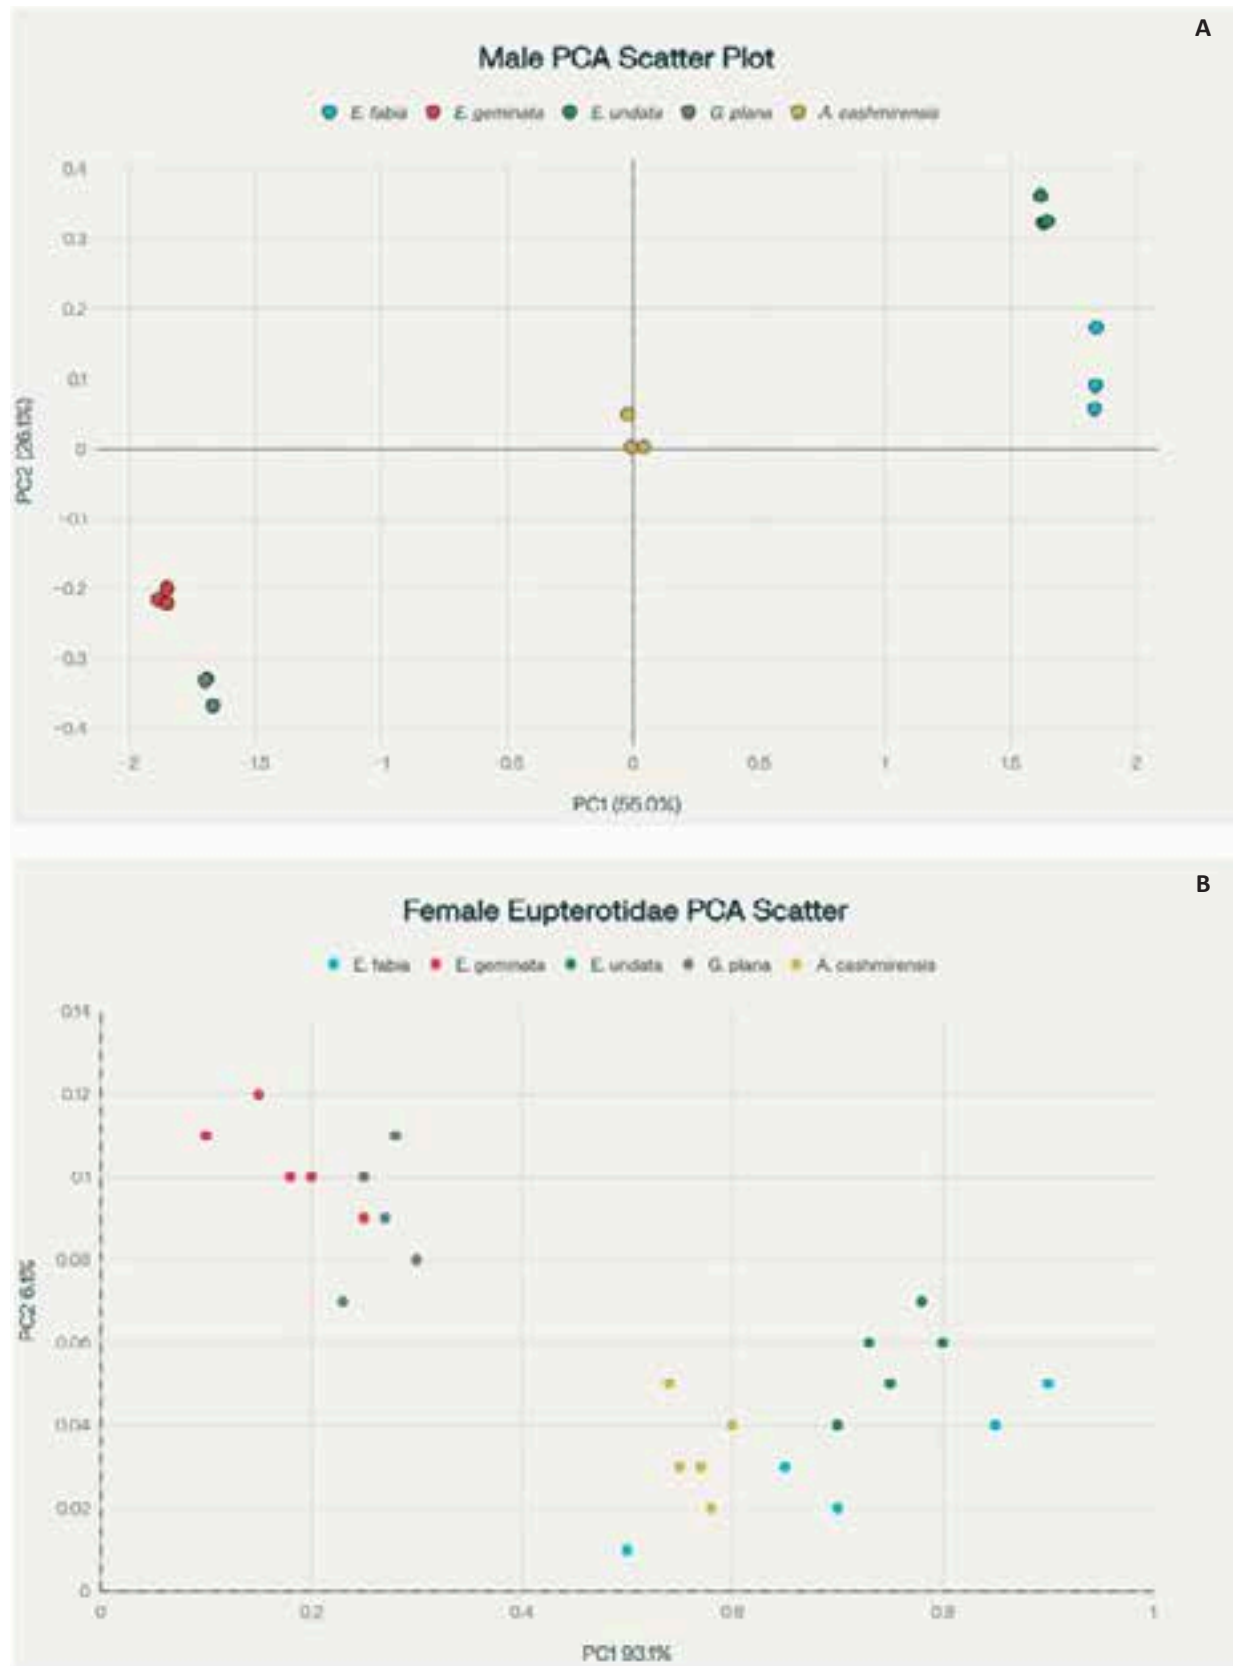 A
Male PCA Scatter Plot
E. fabia E. geminata E. undata G. plana A. cashmirensis
0.4
0.3
0.2
0.1
0
-0.1
-0.2
-0.3
-0.4
PC2 (26.1%)
2 1.5 1 0.5 0 0.5 1 1.5 2
PC1 (55.0%)
B
Female Eupterotidae PCA Scatter
E. fabia E. geminata E. undata G. plana A. cashmirensis
0.14
0.12
0.1
0.08
0.06
0.04
0.02
0
PC2 6.1%
0 0.2 0.4 0.6 0.8 1
PC1 93.1%